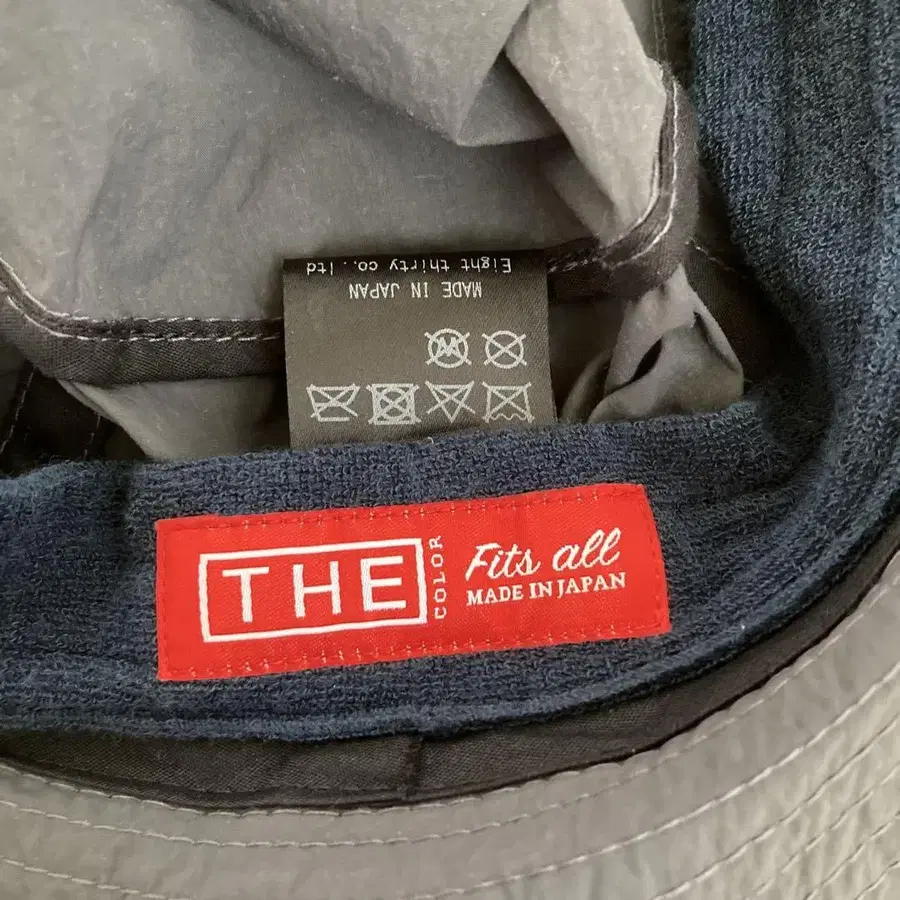 Eight thirty co.,ltd
MADE IN JAPAN
W
THE
COLOR
Fits all
MADE IN JAPAN